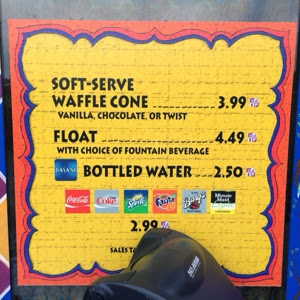 SOFT-SERVE
WAFFLE CONE 3.99
VANILLA, CHOCOLATE, OR TWIST
FLOAT 4.49
WITH CHOICE OF FOUNTAIN BEVERAGE
DASANI BOTTLED WATER 2.50
Coca-Cola Coke Sprite Fanta Barq's Minute Maid
2.99
SALES TA